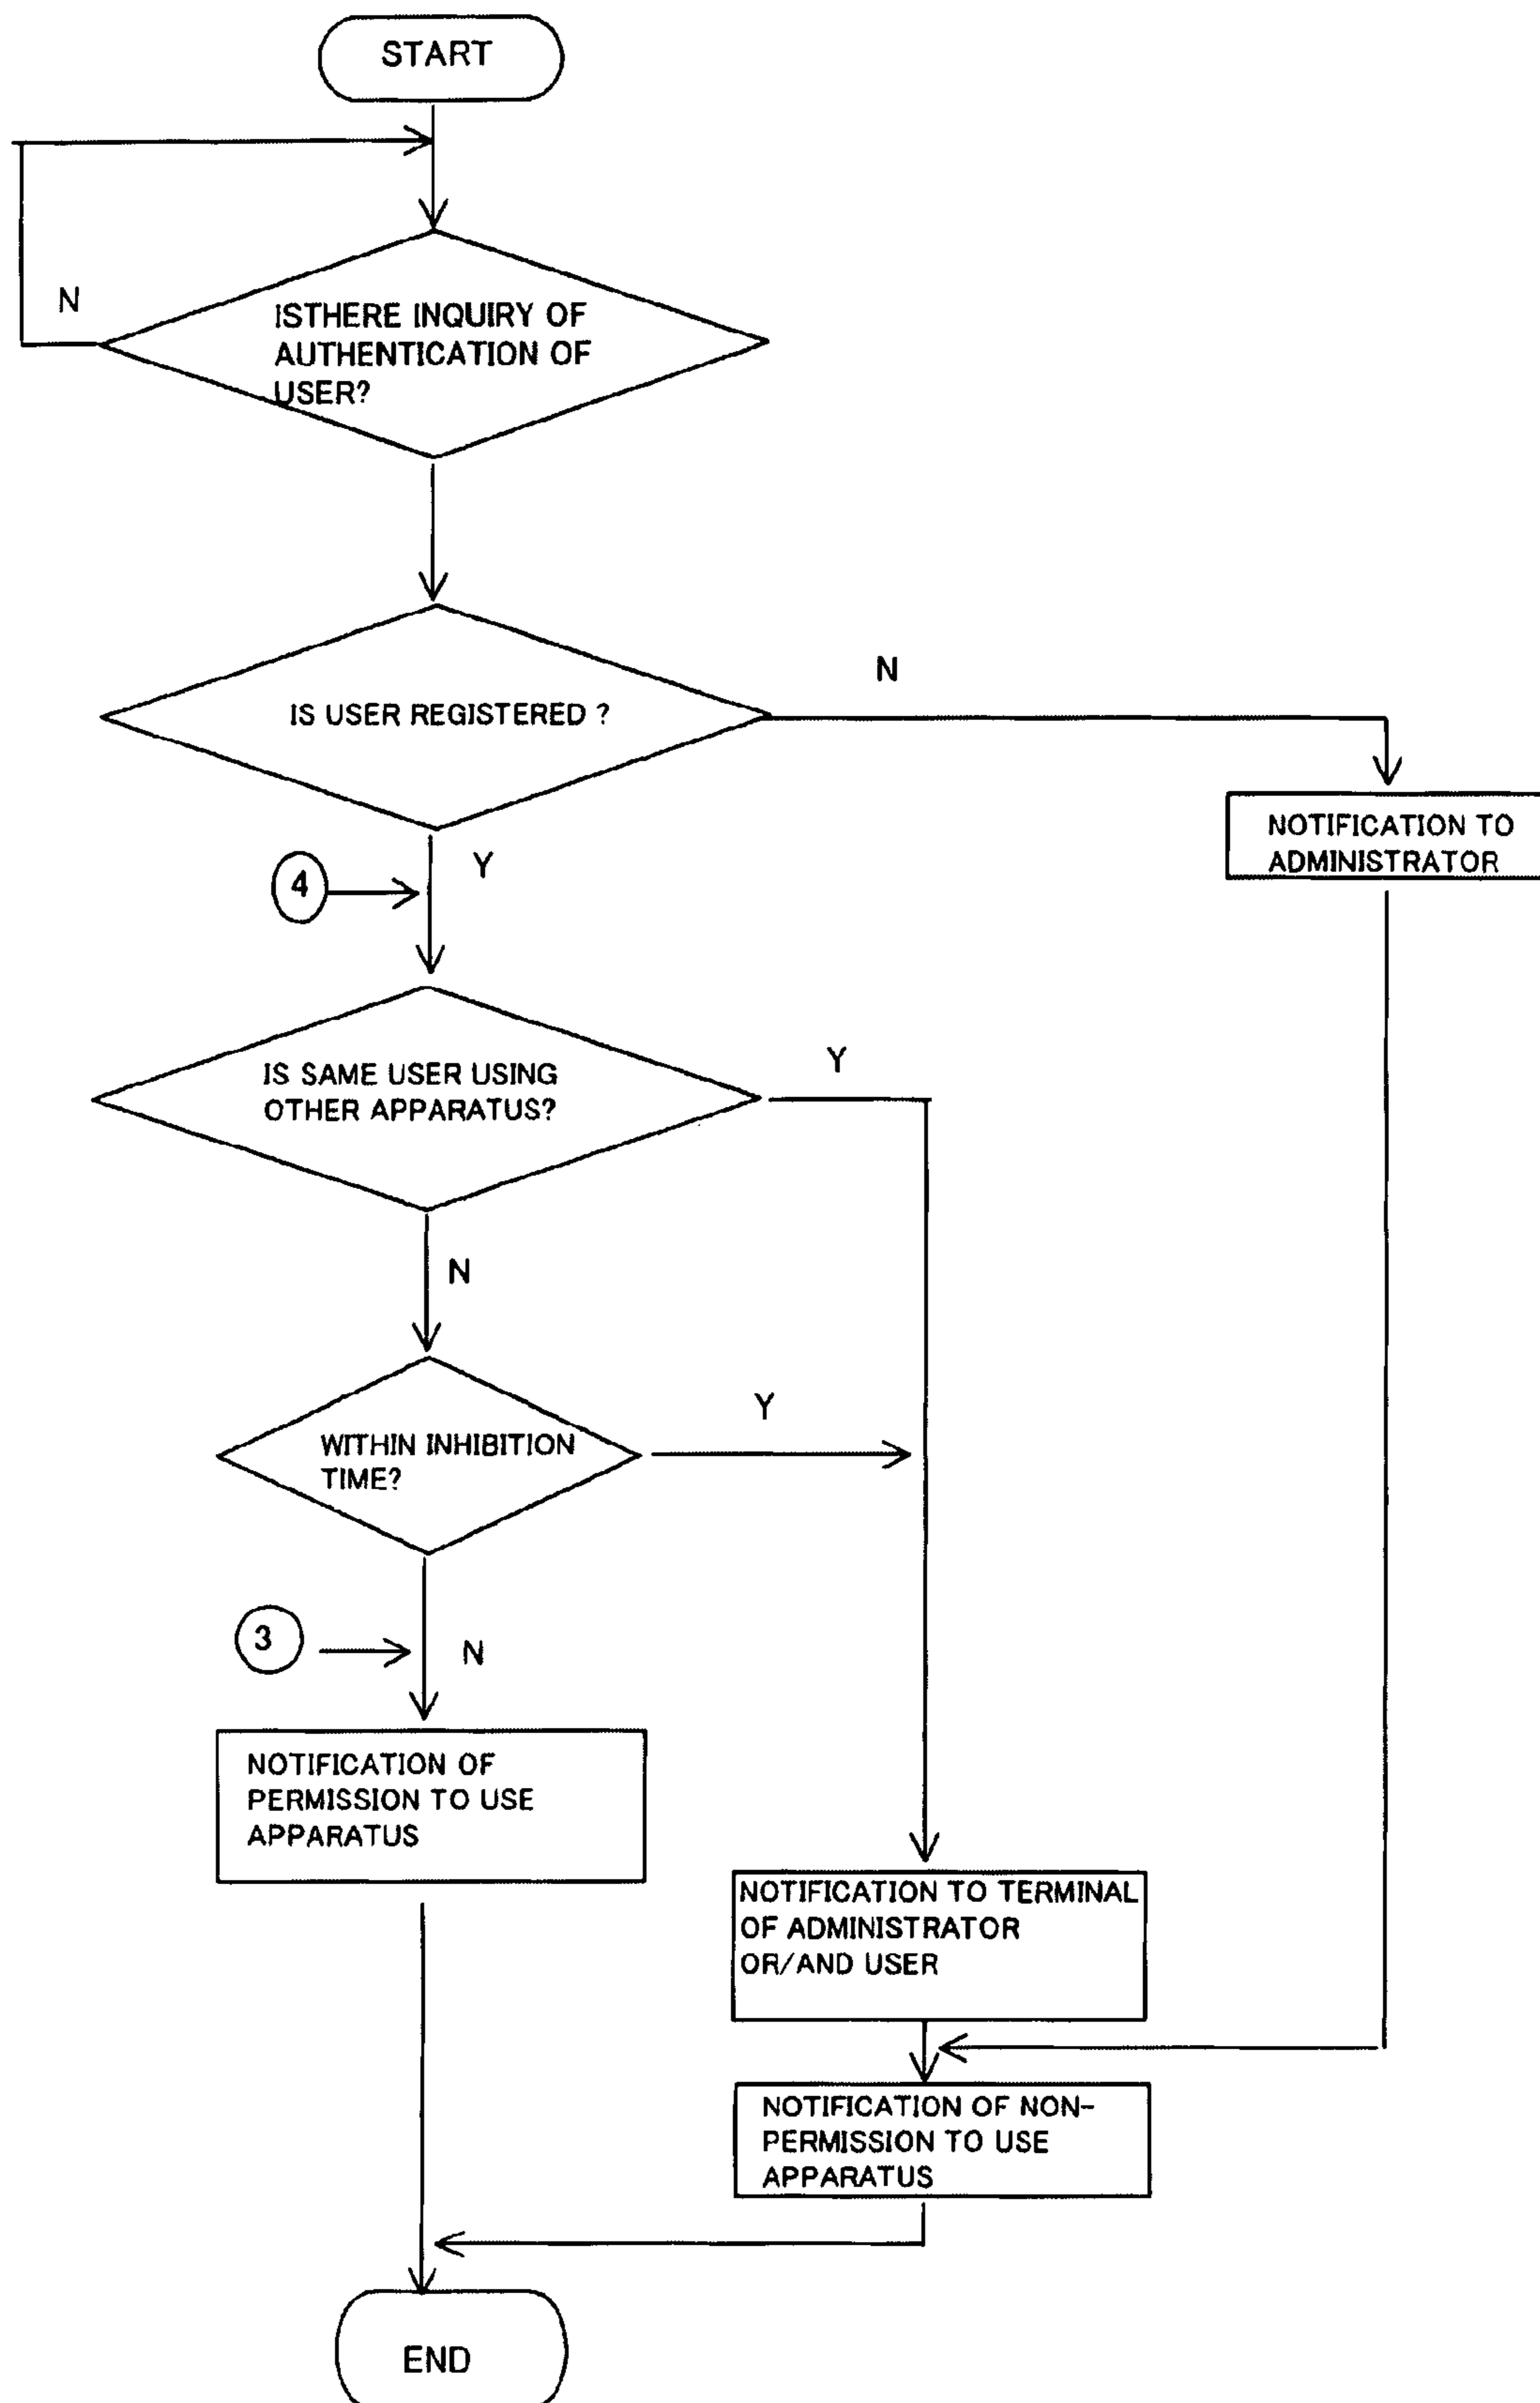 START
N
ISTHERE INQUIRY OF
AUTHENTICATION OF
USER?
N
IS USER REGISTERED ?
NOTIFICATION TO
ADMINISTRATOR
Y
4
Y
IS SAME USER USING
OTHER APPARATUS?
N
Y
WITHIN INHIBITION
TIME?
3
N
NOTIFICATION OF
PERMISSION TO USE
APPARATUS
NOTIFICATION TO TERMINAL
OF ADMINISTRATOR
OR/AND USER
NOTIFICATION OF NON-
PERMISSION TO USE
APPARATUS
END